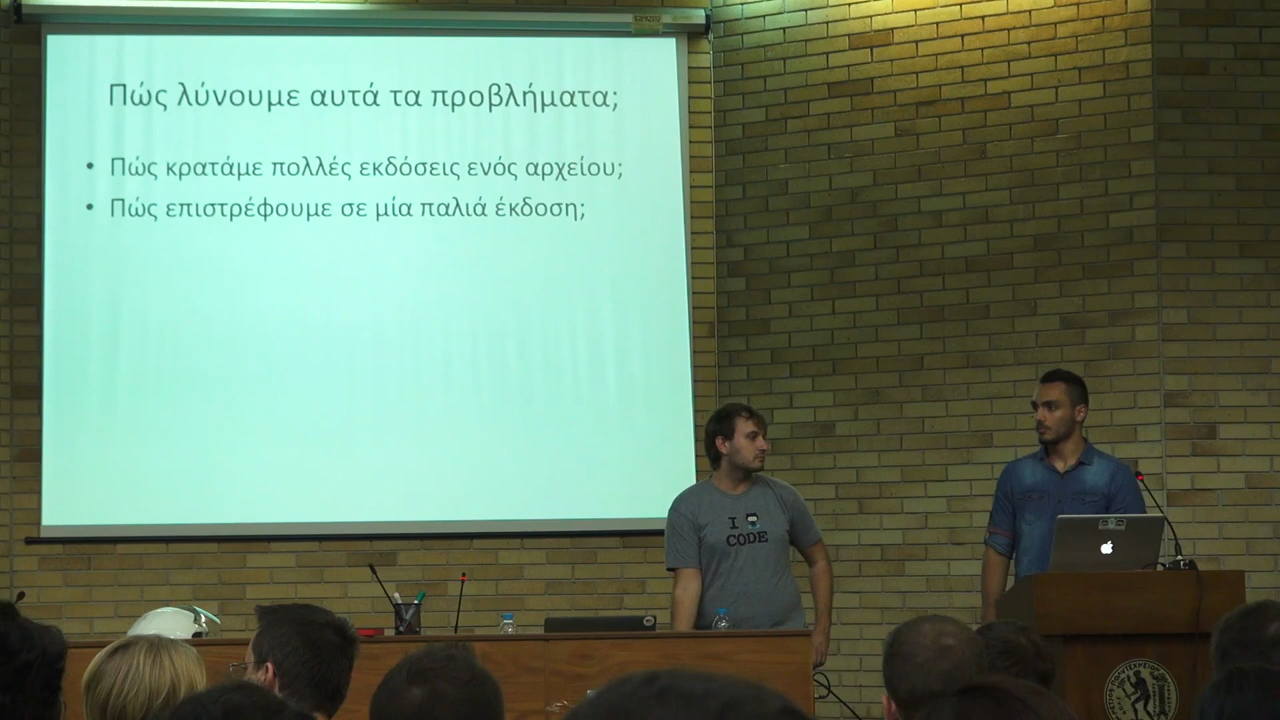 Πώς λύνουμε αυτά τα προβλήματα;
• Πώς κρατάμε πολλές εκδόσεις ενός αρχείου;
• Πώς επιστρέφουμε σε μία παλιά έκδοση;
I
CODE